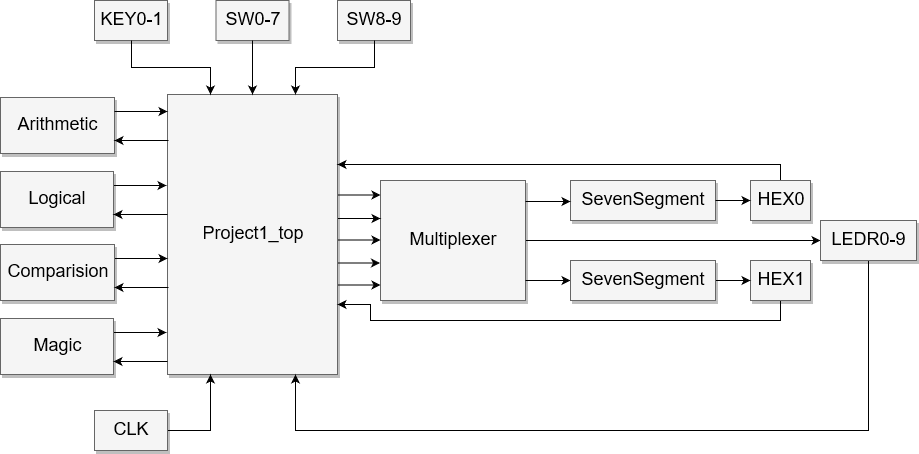 KEY0-1
SW0-7
SW8-9
Arithmetic
Logical
Comparision
Magic
Project1_top
Multiplexer
SevenSegment
HEX0
LEDR0-9
SevenSegment
HEX1
CLK